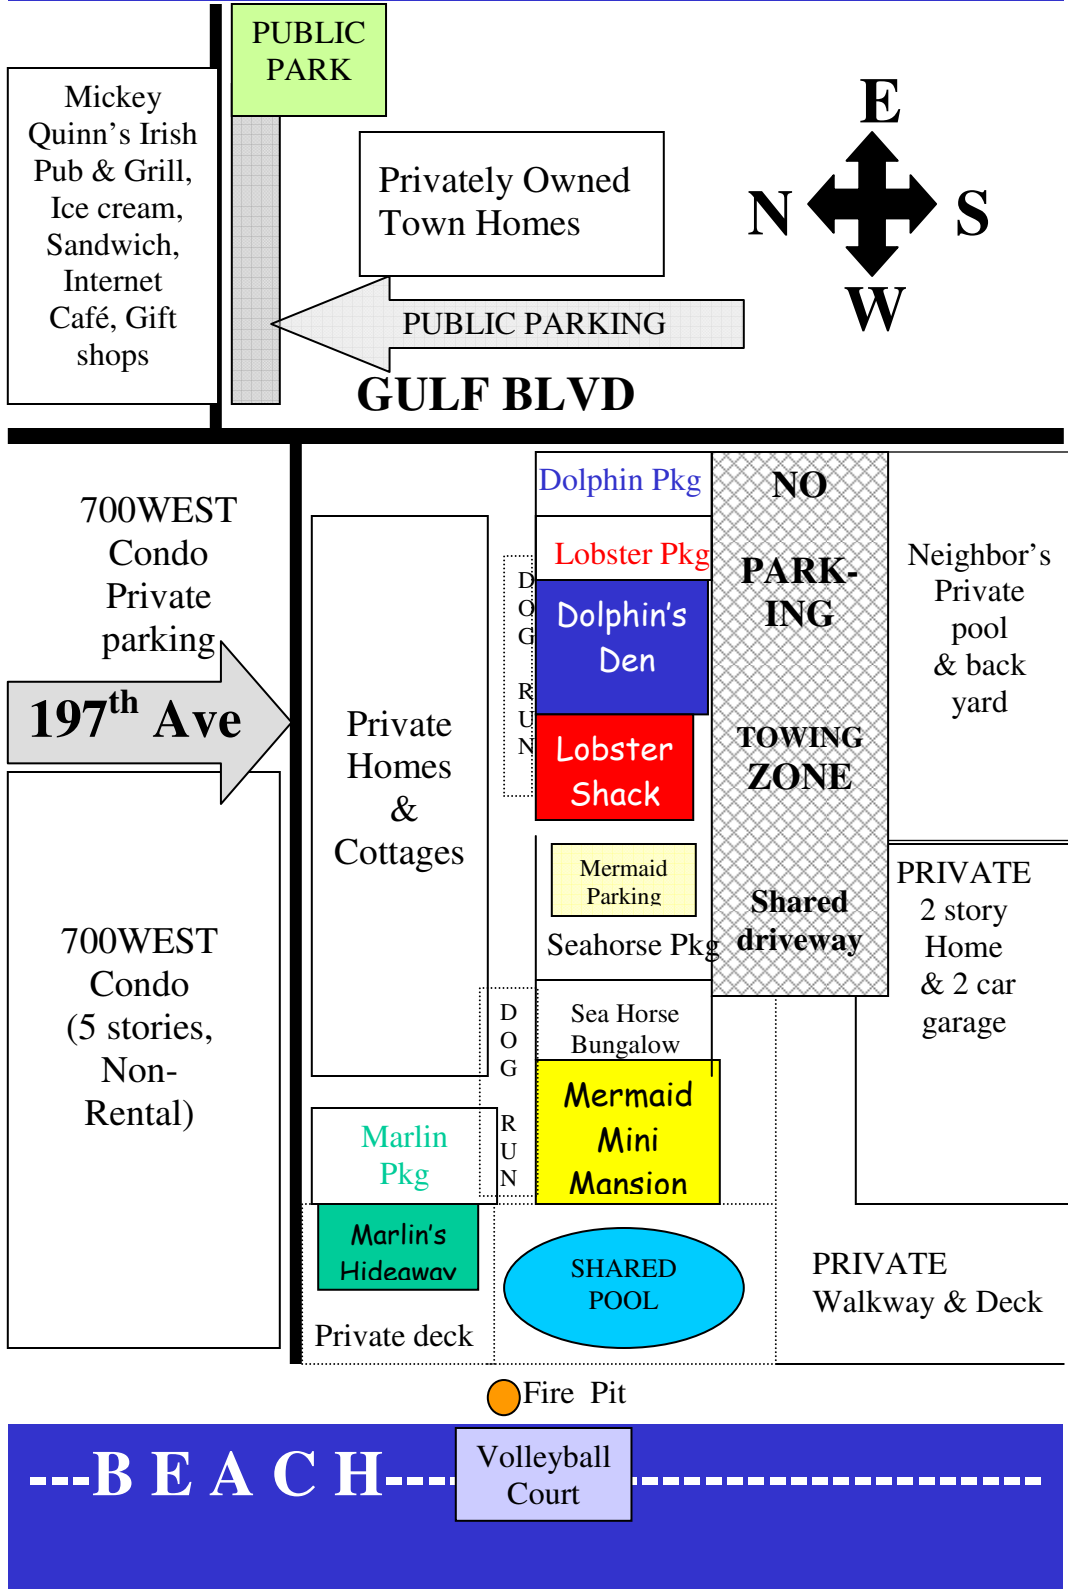 PUBLIC
PARK
Mickey
Quinn's Irish
Pub & Grill,
Ice cream,
Sandwich,
Internet
Café, Gift
shops
Privately Owned
Town Homes
E
N
S
W
PUBLIC PARKING
GULF BLVD
700WEST
Condo
Private
parking
197th Ave
700WEST
Condo
(5 stories,
Non-
Rental)
Private
Homes
&
Cottages
Dolphin Pkg
Lobster Pkg
D
O
G
R
U
N
Dolphin's
Den
Lobster
Shack
Mermaid
Parking
Seahorse Pkg
NO
PARK-
ING
TOWING
ZONE
Shared
driveway
Neighbor's
Private
pool
& back
yard
PRIVATE
2 story
Home
& 2 car
garage
D
O
G
R
U
N
Sea Horse
Bungalow
Mermaid
Mini
Mansion
Marlin
Pkg
Marlin's
Hideaway
Private deck
SHARED
POOL
PRIVATE
Walkway & Deck
Fire Pit
---B E A C H---
Volleyball
Court